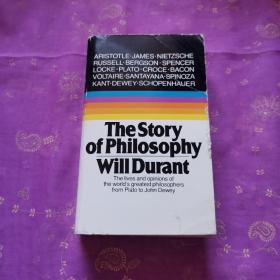 ARISTOTLE·JAMES·NIETZSCHE
RUSSELL·BERGSON·SPENCER
LOCKE·PLATO·CROCE·BACON
VOLTAIRE·SANTAYANA·SPINOZA
KANT·DEWEY·SCHOPENHAUER
The Story
of Philosophy
Will Durant
The lives and opinions of
the world's greatest philosophers
from Plato to John Dewey